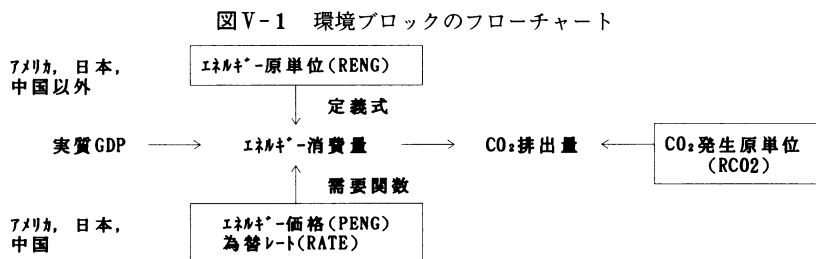 図Ⅴ-1 環境ブロックのフローチャート
ｱﾒﾘｶ, 日本,
中国以外
ｴﾈﾙｷﾞｰ原単位(RENG)
定義式
実質GDP
ｴﾈﾙｷﾞｰ消費量
CO₂排出量
CO₂発生原単位
(RCO2)
需要関数
ｱﾒﾘｶ, 日本,
中国
ｴﾈﾙｷﾞｰ価格(PENG)
為替ﾚｰﾄ(RATE)